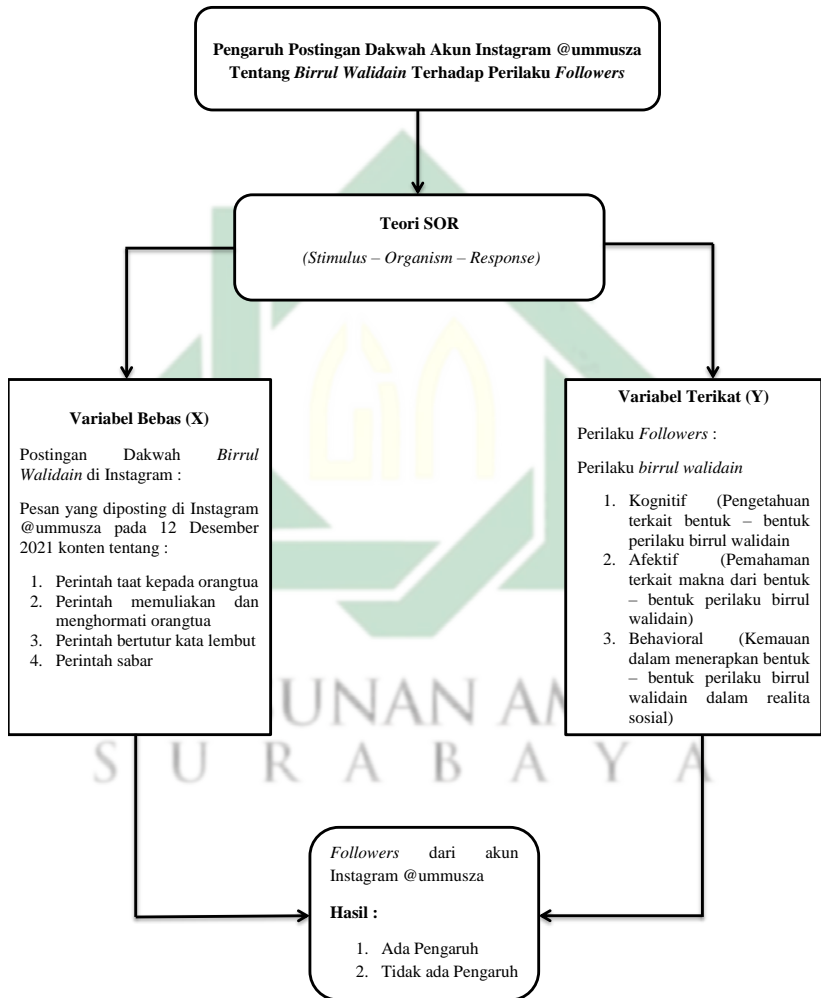 Pengaruh Postingan Dakwah Akun Instagram @ummusza
Tentang Birrul Walidain Terhadap Perilaku Followers
Teori SOR
(Stimulus – Organism – Response)
Variabel Bebas (X)
Postingan Dakwah Birrul
Walidain di Instagram :
Pesan yang diposting di Instagram
@ummusza pada 12 Desember
2021 konten tentang :
1. Perintah taat kepada orangtua
2. Perintah memuliakan dan
menghormati orangtua
3. Perintah bertutur kata lembut
4. Perintah sabar
Variabel Terikat (Y)
Perilaku Followers :
Perilaku birrul walidain
1. Kognitif (Pengetahuan
terkait bentuk – bentuk
perilaku birrul walidain
2. Afektif (Pemahaman
terkait makna dari bentuk
– bentuk perilaku birrul
walidain)
3. Behavioral (Kemauan
dalam menerapkan bentuk
– bentuk perilaku birrul
walidain dalam realita
sosial)
SURABAYA
Followers dari akun
Instagram @ummusza
Hasil :
1. Ada Pengaruh
2. Tidak ada Pengaruh